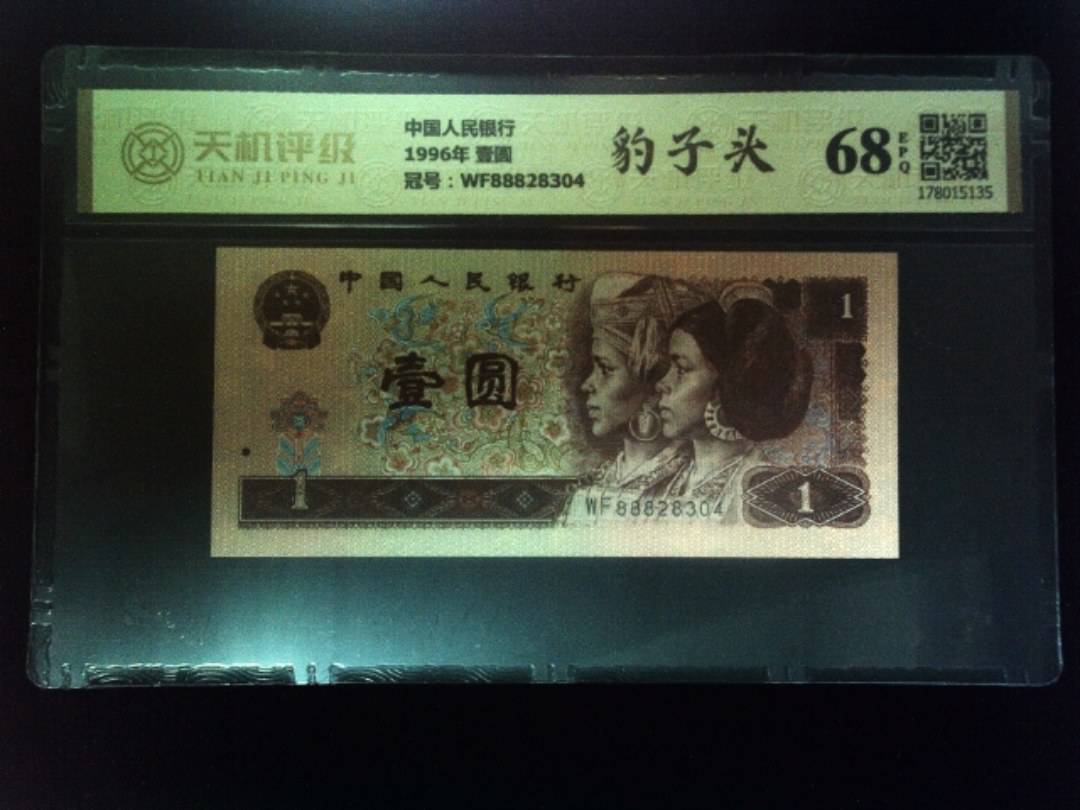 天机评级
TIAN JI PING JI
中国人民银行
1996年 壹圆
冠号：WF88828304
豹子头
68
EPQ
178015135
中國人民銀行
1
壹圆
1
WF88828304
1